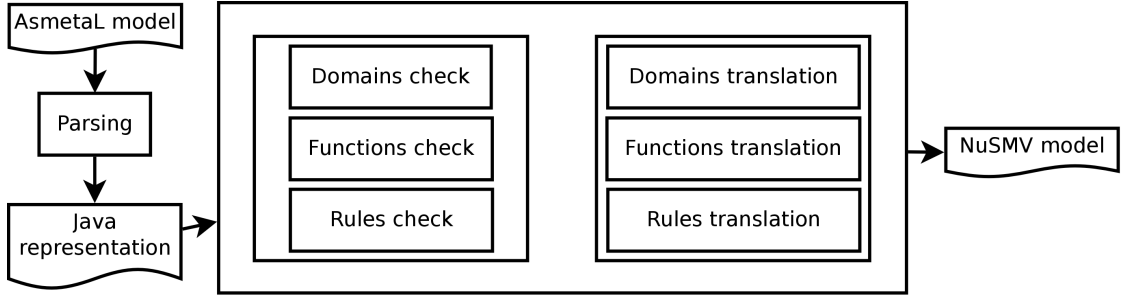 AsmetaL model
Parsing
Java
representation
Domains check
Functions check
Rules check
Domains translation
Functions translation
Rules translation
NuSMV model